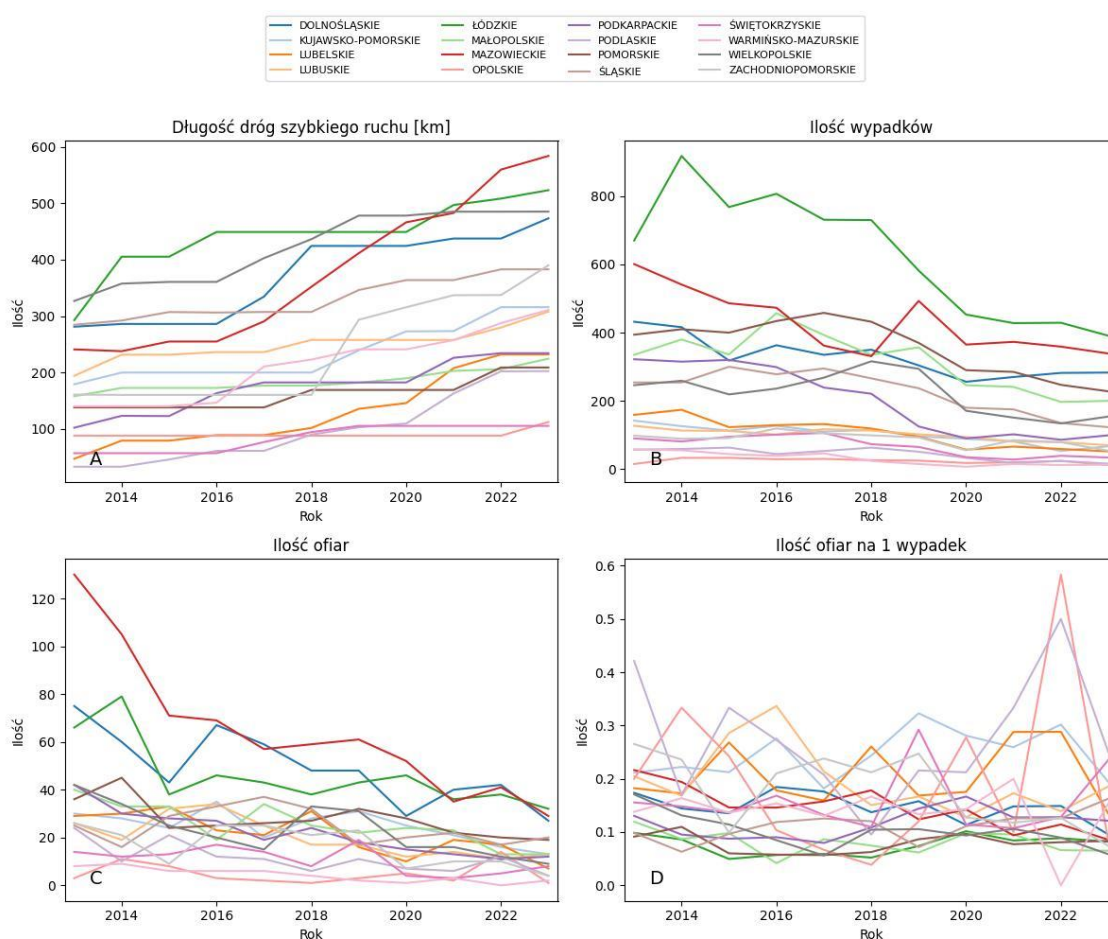 DOLNOŚLĄSKIE ŁÓDZKIE PODKARPACKIE ŚWIĘTOKRZYSKIE
KUJAWSKO-POMORSKIE MAŁOPOLSKIE PODLASKIE WARMIŃSKO-MAZURSKIE
LUBELSKIE MAZOWIECKIE POMORSKIE WIELKOPOLSKIE
LUBUSKIE OPOLSKIE ŚLĄSKIE ZACHODNIOPOMORSKIE
Długość dróg szybkiego ruchu [km]
600
500
400
300
200
100
Ilość
A
2014 2016 2018 2020 2022
Rok
Ilość wypadków
800
600
400
200
0
Ilość
B
2014 2016 2018 2020 2022
Rok
Ilość ofiar
120
100
80
60
40
20
0
Ilość
C
2014 2016 2018 2020 2022
Rok
Ilość ofiar na 1 wypadek
0.6
0.5
0.4
0.3
0.2
0.1
0.0
Ilość
D
2014 2016 2018 2020 2022
Rok